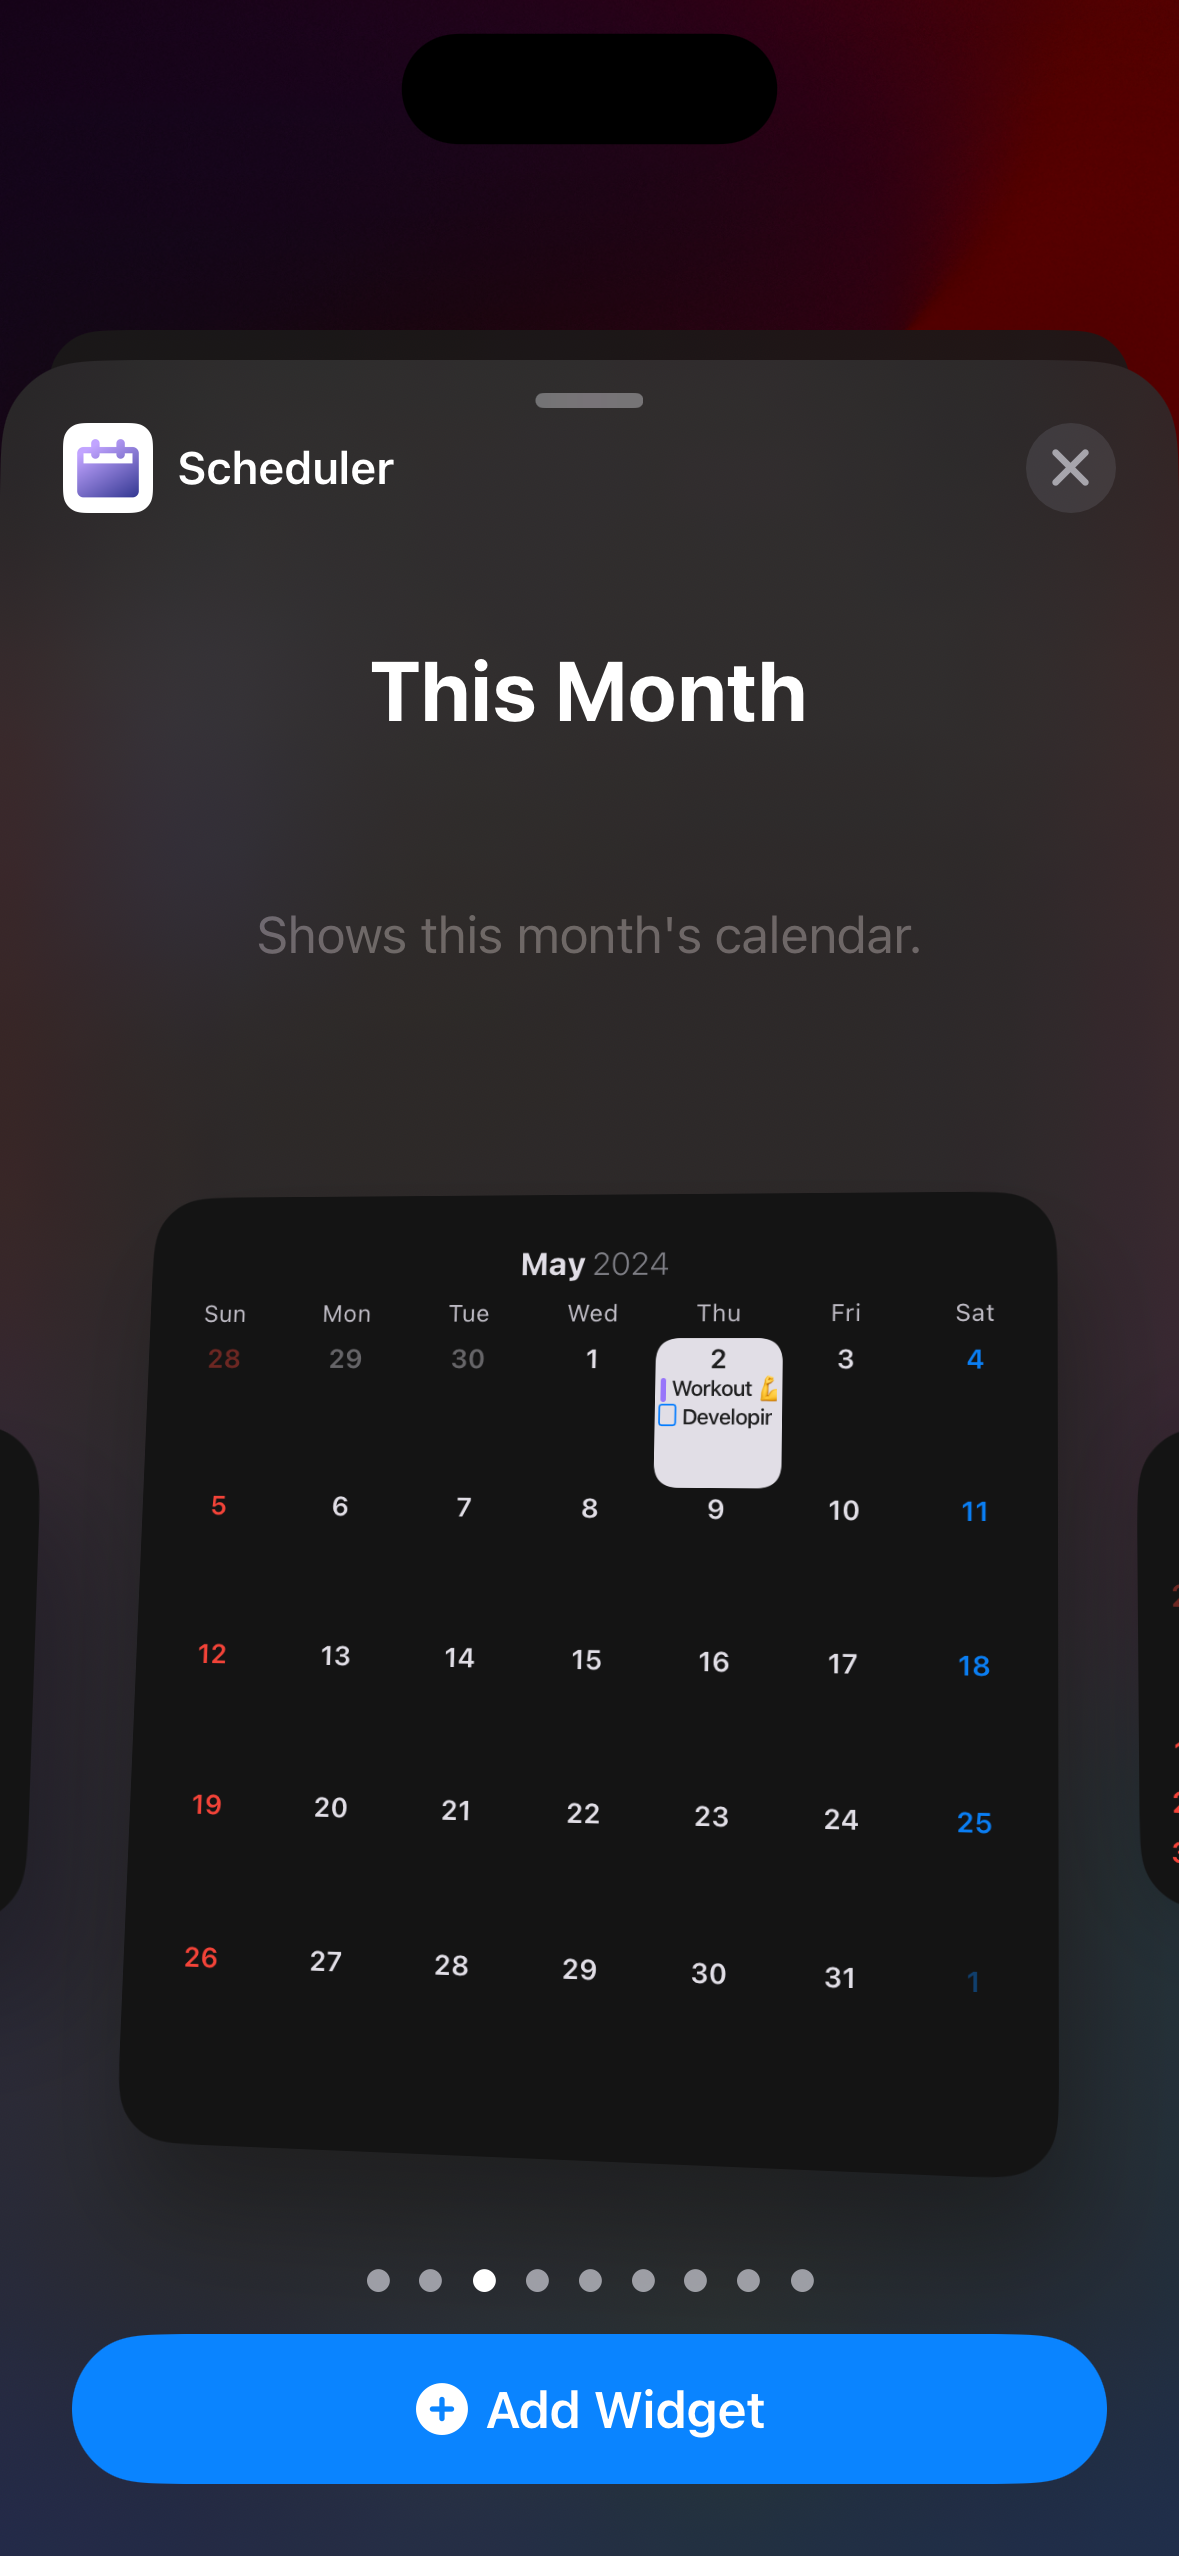 Scheduler
This Month
Shows this month's calendar.
May 2024
Sun Mon Tue Wed Thu Fri Sat
28 29 30 1 2 3 4
Workout 💪
Developir
5 6 7 8 9 10 11
12 13 14 15 16 17 18
19 20 21 22 23 24 25
26 27 28 29 30 31 1
Add Widget